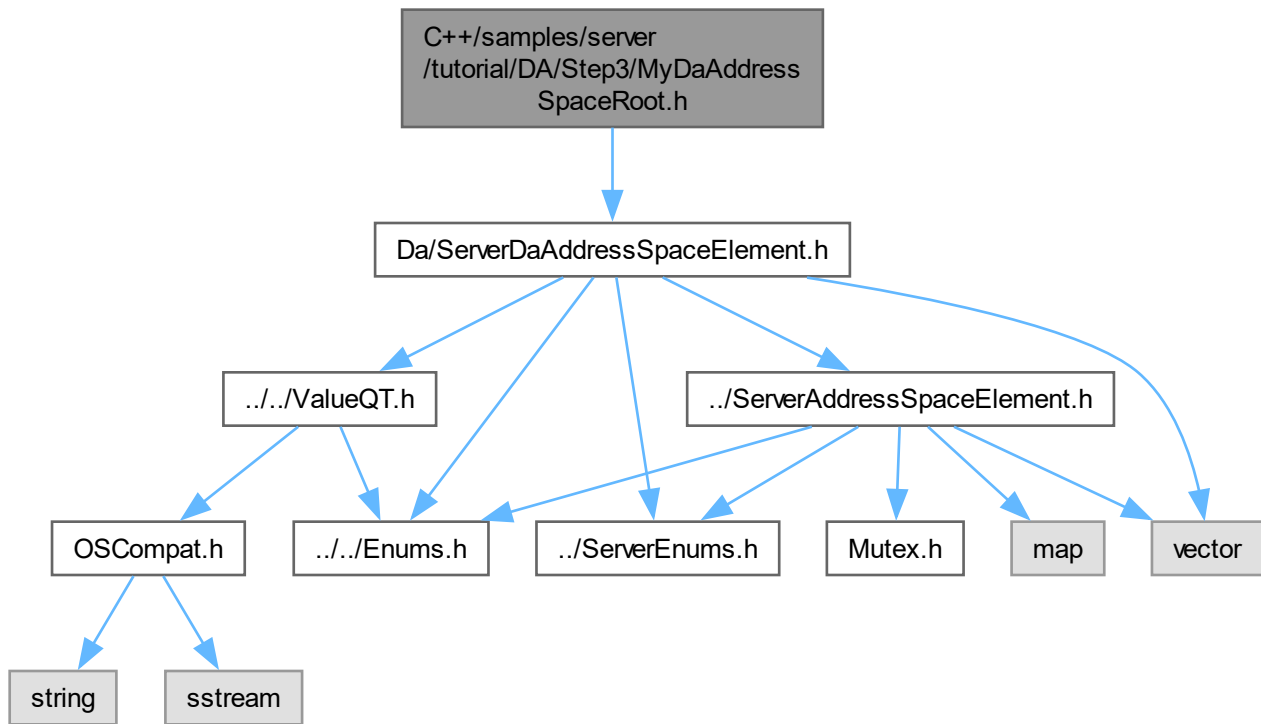 C++/samples/server
/tutorial/DA/Step3/MyDaAddress
SpaceRoot.h
Da/ServerDaAddressSpaceElement.h
../../ValueQT.h
../ServerAddressSpaceElement.h
OSCompat.h
../../Enums.h
../ServerEnums.h
Mutex.h
map
vector
string
sstream